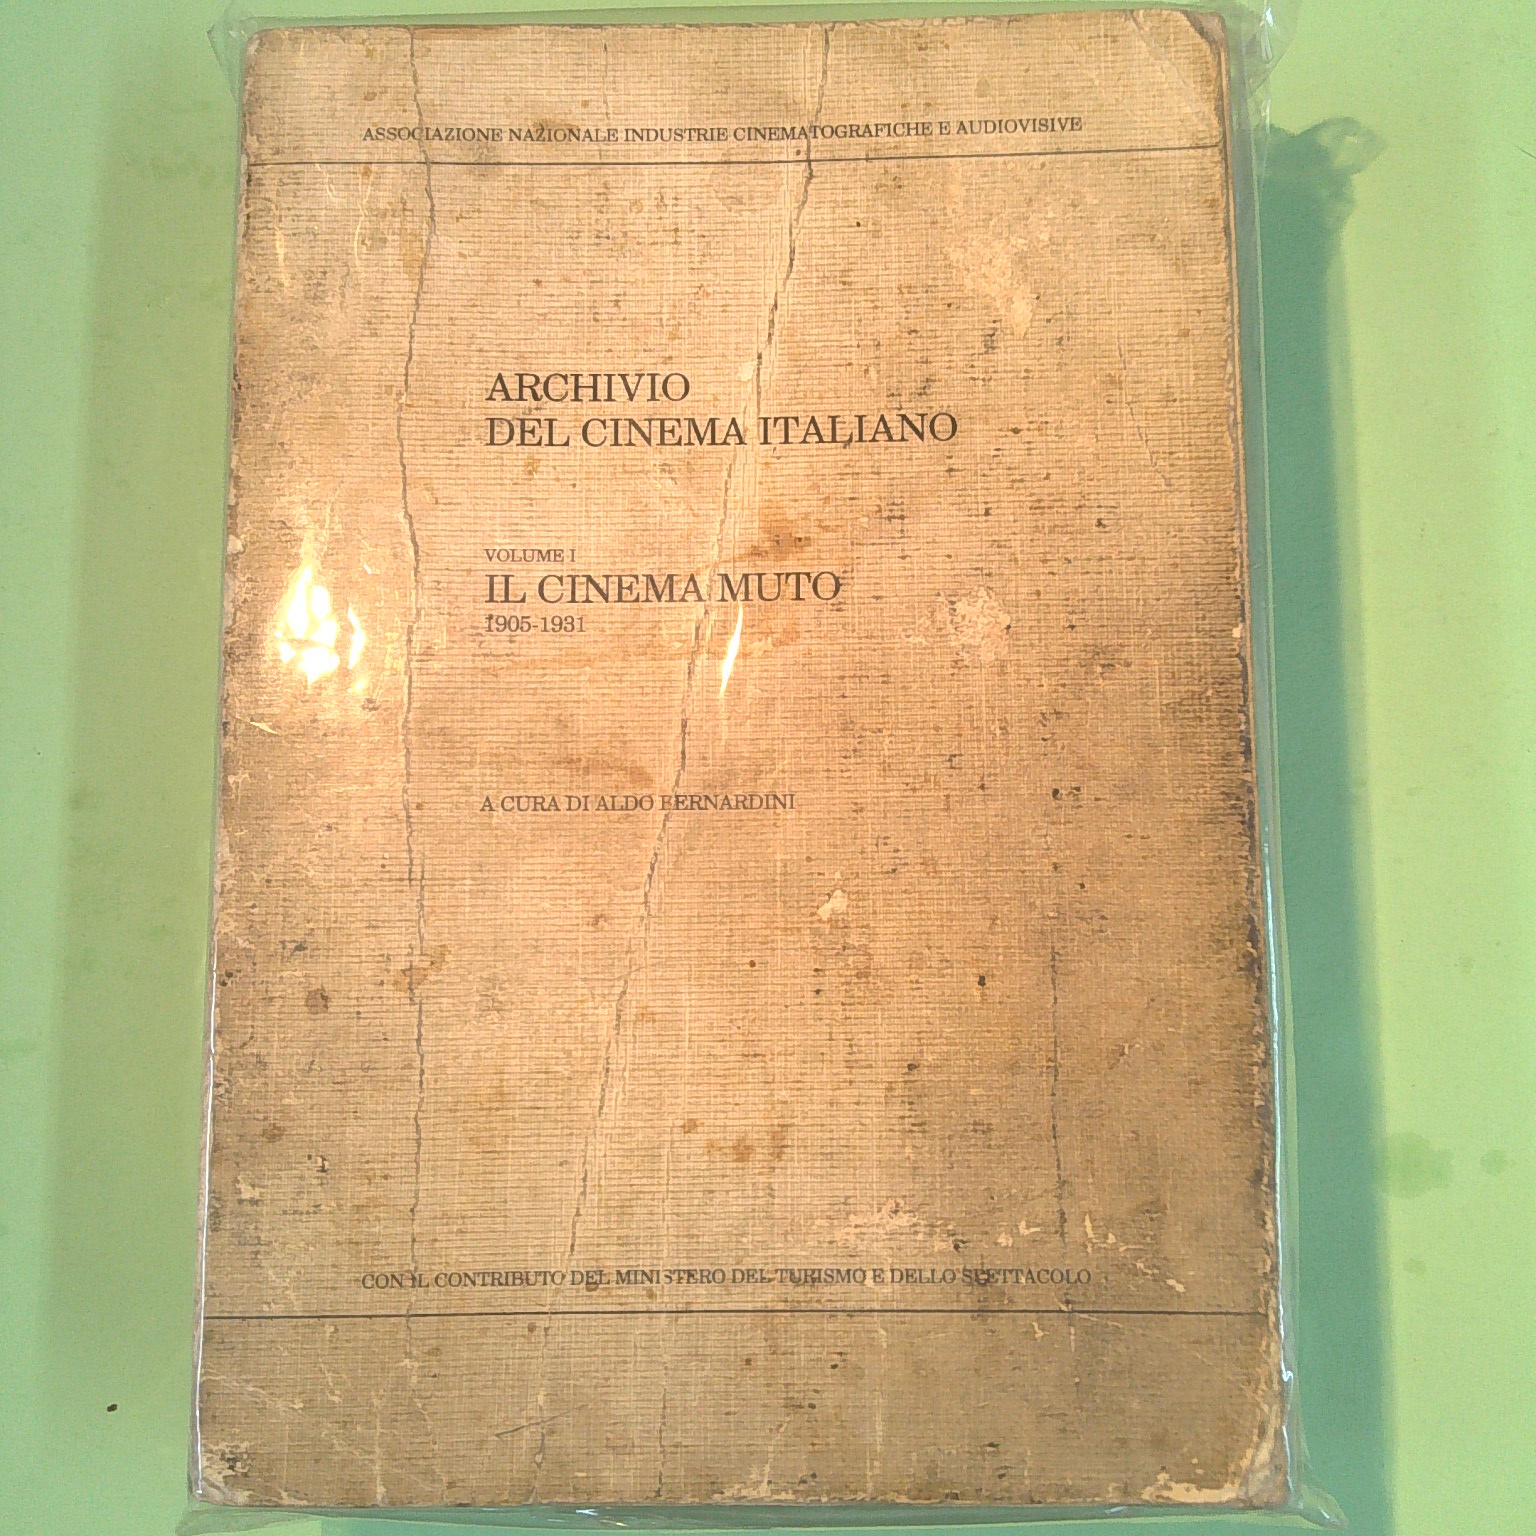 ASSOCIAZIONE NAZIONALE INDUSTRIE CINEMATOGRAFICHE E AUDIOVISIVE
ARCHIVIO
DEL CINEMA ITALIANO
VOLUME I
IL CINEMA MUTO
1905-1931
A CURA DI ALDO BERNARDINI
CON IL CONTRIBUTO DEL MINISTERO DEL TURISMO E DELLO SPETTACOLO